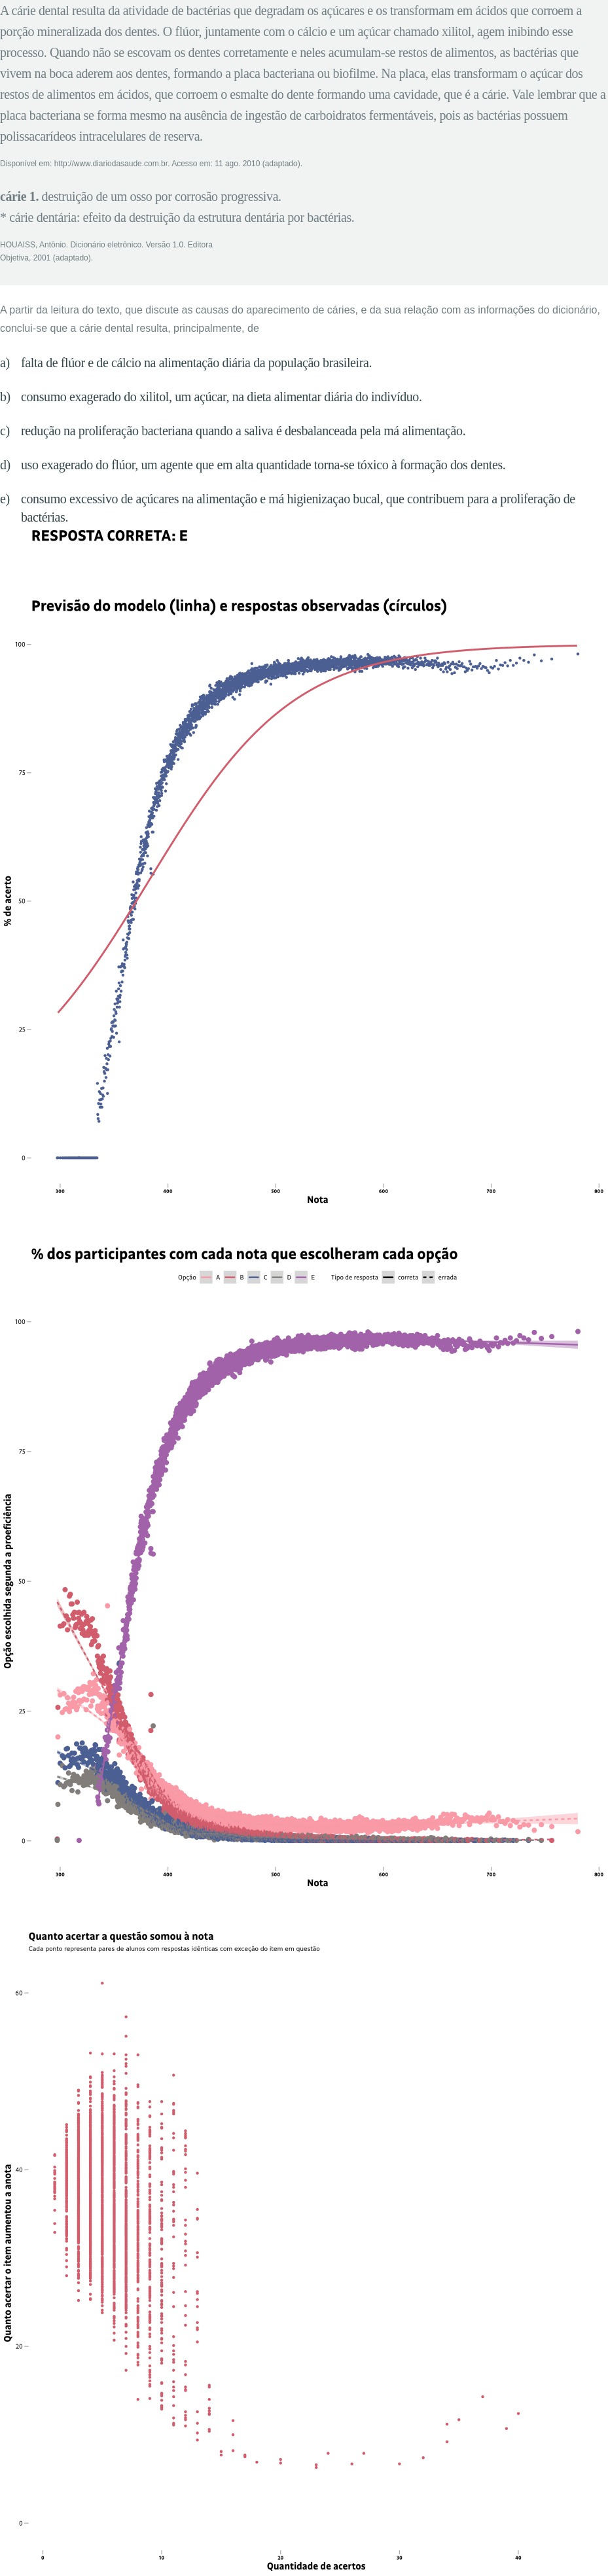 A cárie dental resulta da atividade de bactérias que degradam os açúcares e os transformam em ácidos que corroem a
porção mineralizada dos dentes. O flúor, juntamente com o cálcio e um açúcar chamado xilitol, agem inibindo esse
processo. Quando não se escovam os dentes corretamente e neles acumulam-se restos de alimentos, as bactérias que
vivem na boca aderem aos dentes, formando a placa bacteriana ou biofilme. Na placa, elas transformam o açúcar dos
restos de alimentos em ácidos, que corroem o esmalte do dente formando uma cavidade, que é a cárie. Vale lembrar que a
placa bacteriana se forma mesmo na ausência de ingestão de carboidratos fermentáveis, pois as bactérias possuem
polissacarídeos intracelulares de reserva.
Disponível em: http://www.diariodasaude.com.br. Acesso em: 11 ago. 2010 (adaptado).
cárie 1. destruição de um osso por corrosão progressiva.
* cárie dentária: efeito da destruição da estrutura dentária por bactérias.
HOUAISS, Antônio. Dicionário eletrônico. Versão 1.0. Editora
Objetiva, 2001 (adaptado).
A partir da leitura do texto, que discute as causas do aparecimento de cáries, e da sua relação com as informações do dicionário,
conclui-se que a cárie dental resulta, principalmente, de
a) falta de flúor e de cálcio na alimentação diária da população brasileira.
b) consumo exagerado do xilitol, um açúcar, na dieta alimentar diária do indivíduo.
c) redução na proliferação bacteriana quando a saliva é desbalanceada pela má alimentação.
d) uso exagerado do flúor, um agente que em alta quantidade torna-se tóxico à formação dos dentes.
e) consumo excessivo de açúcares na alimentação e má higienizaçao bucal, que contribuem para a proliferação de
bactérias.
RESPOSTA CORRETA: E
Previsão do modelo (linha) e respostas observadas (círculos)
100
75
50
25
0
% de acerto
300 400 500 600 700 800
Nota
% dos participantes com cada nota que escolheram cada opção
Opção A B C D E Tipo de resposta correta errada
100
75
50
25
0
Opção escolhida segunda a proeficiência
300 400 500 600 700 800
Nota
Quanto acertar a questão somou à nota
Cada ponto representa pares de alunos com respostas idênticas com exceção do item em questão
60
40
20
0
Quanto acertar o item aumentou a anota
0 10 20 30 40
Quantidade de acertos